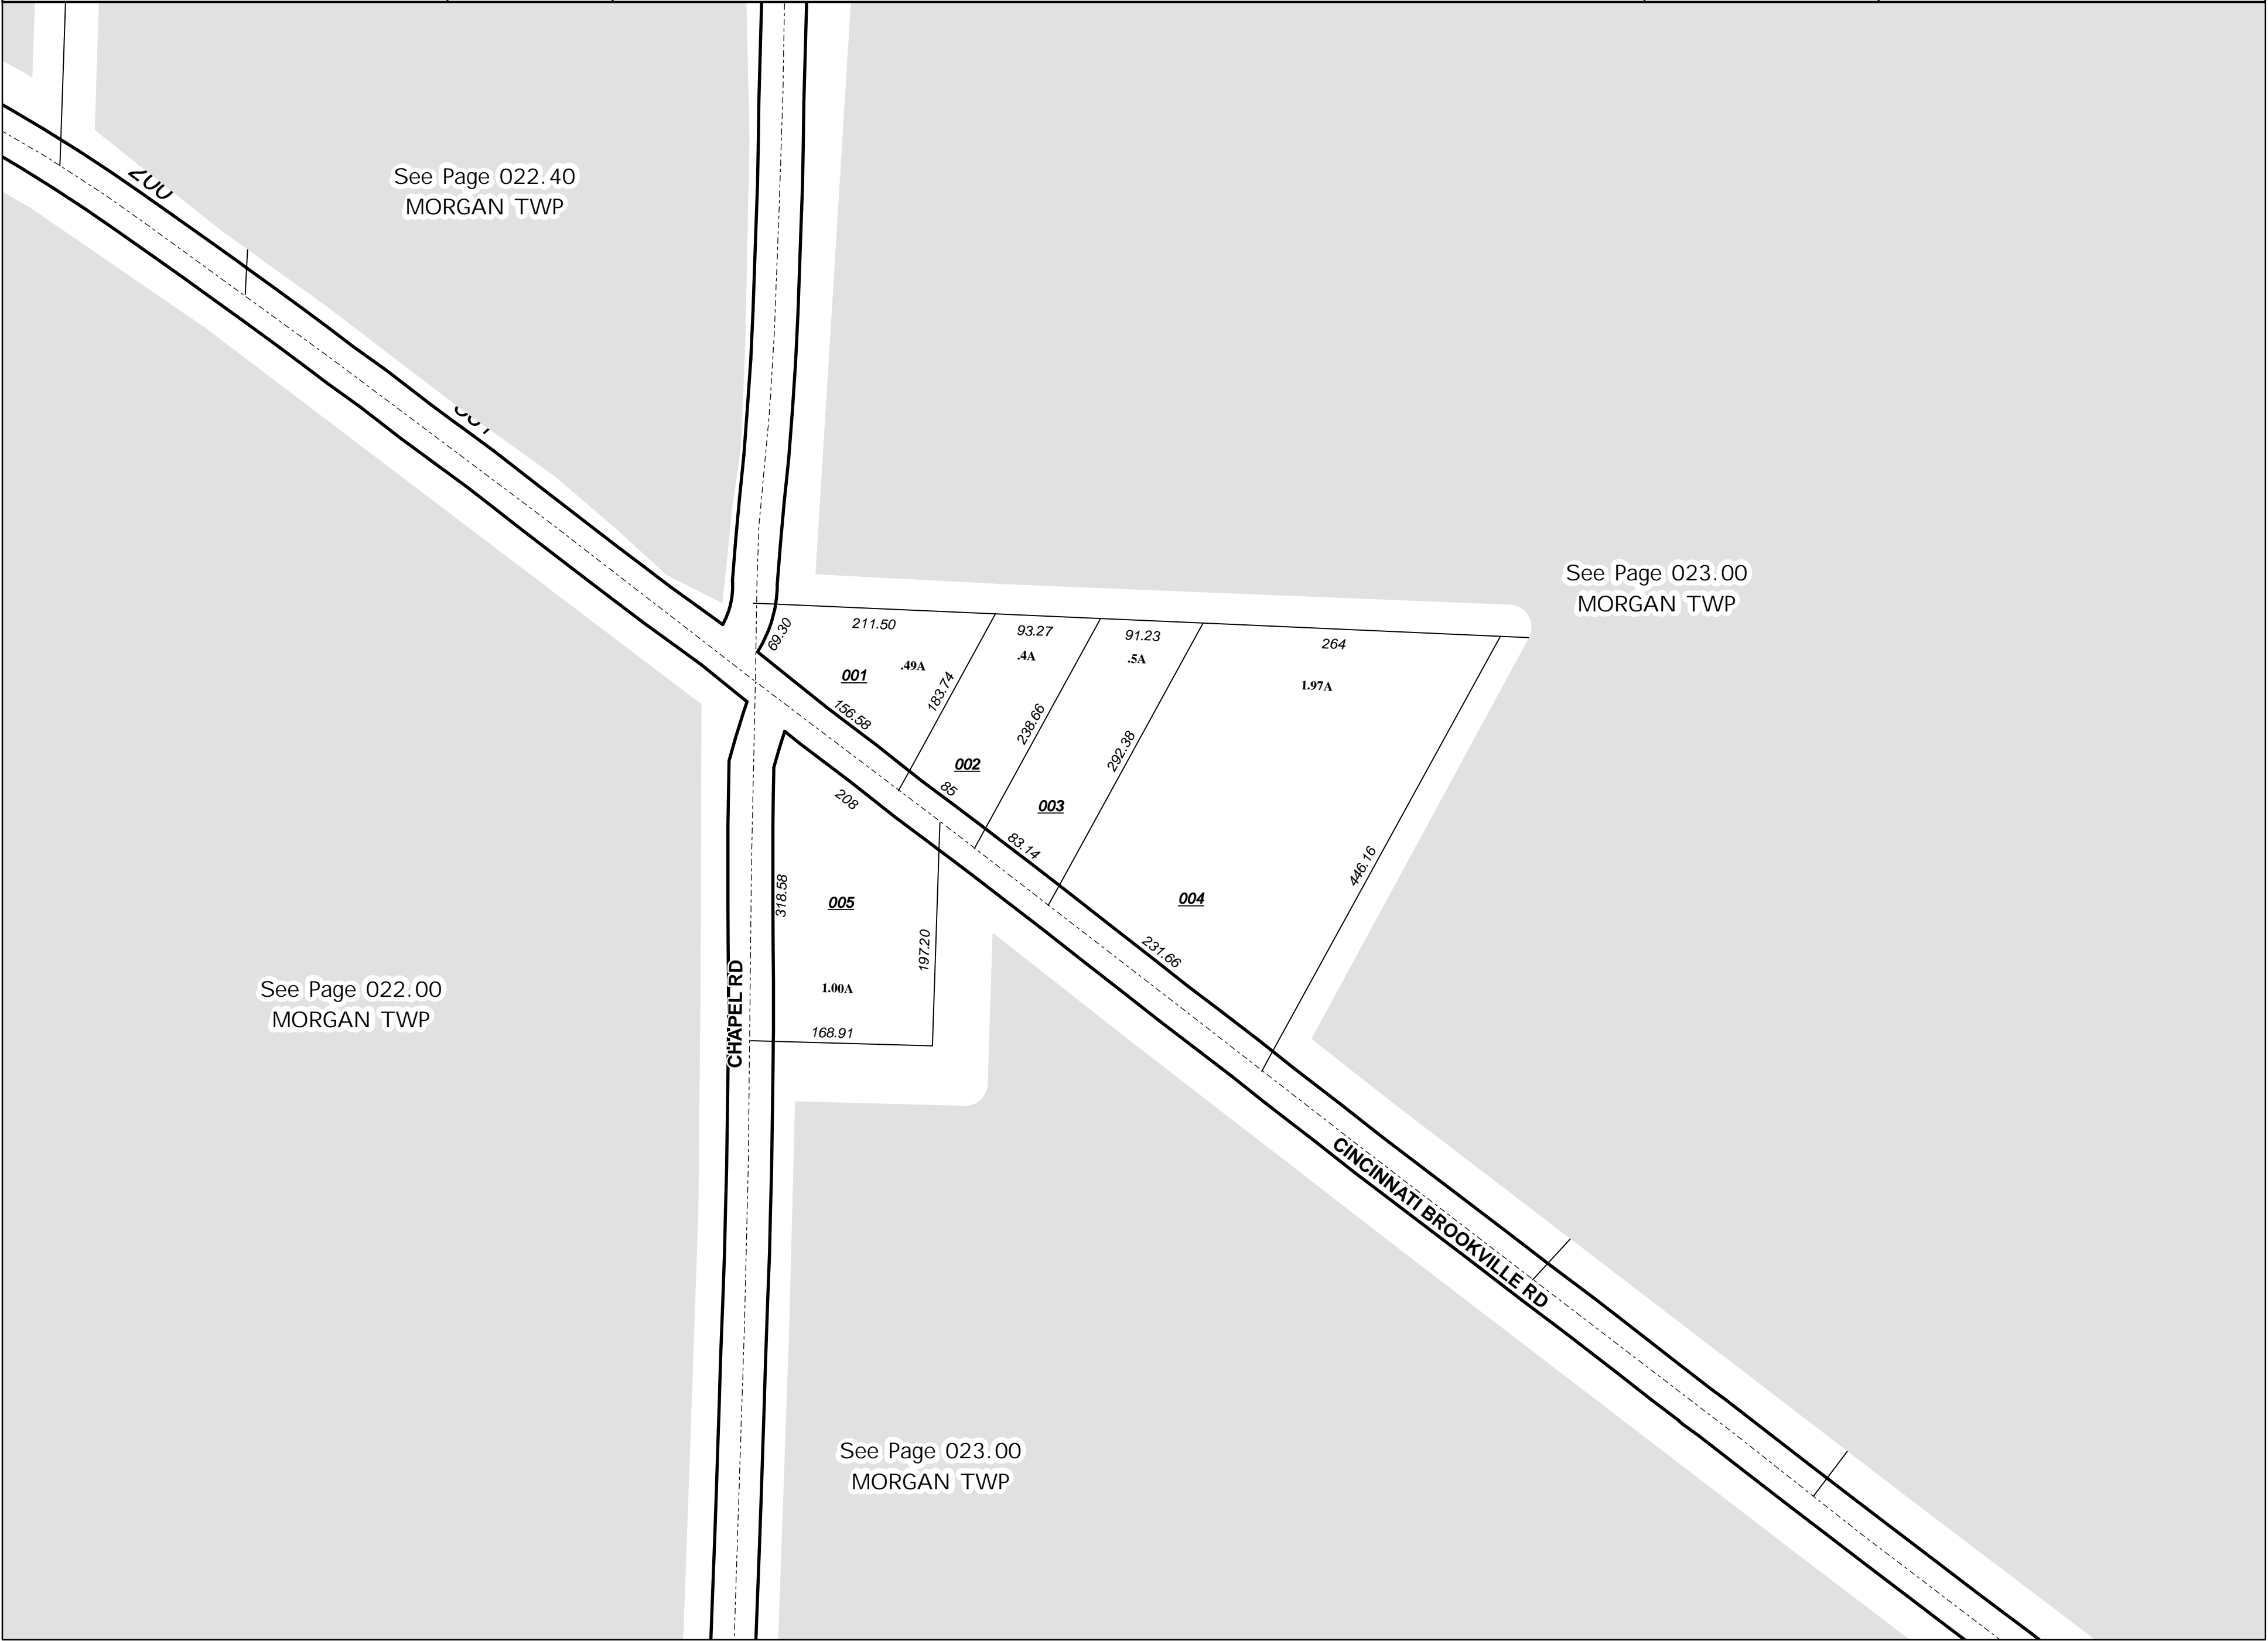 See Page 022.40
MORGAN TWP
See Page 023.00
MORGAN TWP
69.30
211.50
93.27
91.23
264
.49A
.4A
.5A
1.97A
001
183.74
156.58
238.66
292.38
002
85
003
83.14
446.16
004
231.66
208
318.58
005
197.20
1.00A
168.91
CHAPEL RD
See Page 022.00
MORGAN TWP
CINCINNATI BROOKVILLE RD
See Page 023.00
MORGAN TWP